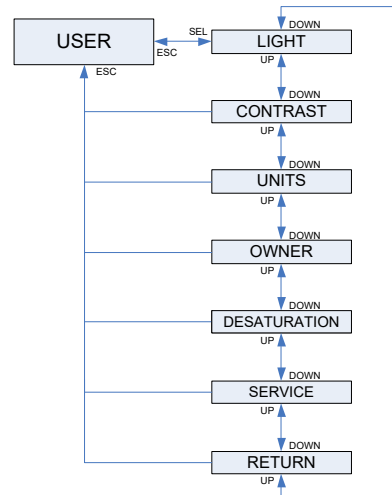 DOWN
SEL
USER
LIGHT
ESC
UP
ESC
DOWN
CONTRAST
UP
DOWN
UNITS
UP
DOWN
OWNER
UP
DOWN
DESATURATION
UP
DOWN
SERVICE
UP
DOWN
RETURN
UP